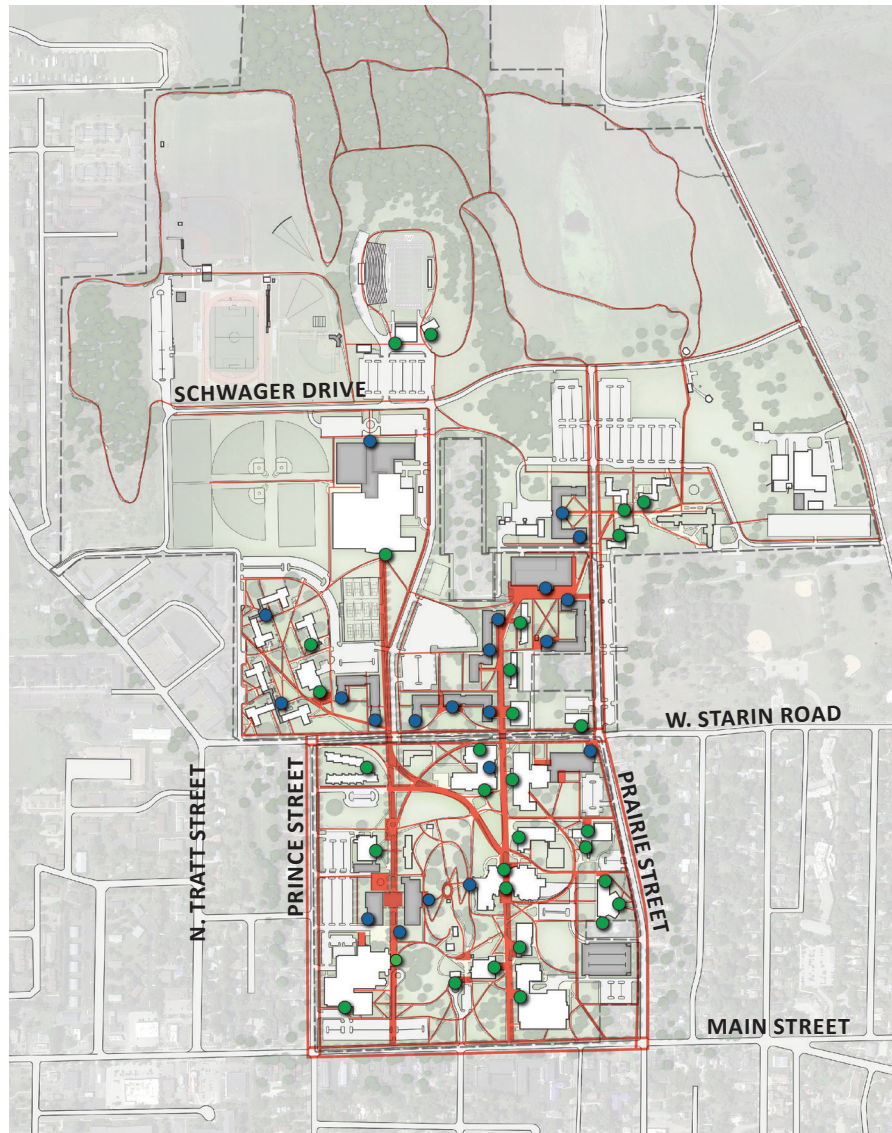 SCHWAGER DRIVE
W. STARIN ROAD
N. TRATT STREET
PRINCE STREET
PRAIRIE STREET
MAIN STREET